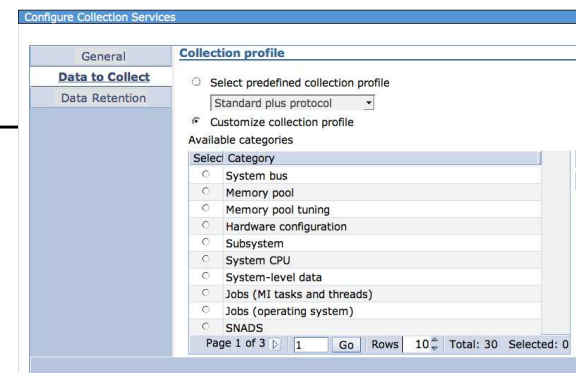 Configure Collection Services
General
Data to Collect
Data Retention
Collection profile
Select predefined collection profile
Standard plus protocol
Customize collection profile
Available categories
Selec Category
System bus
Memory pool
Memory pool tuning
Hardware configuration
Subsystem
System CPU
System-level data
Jobs (MI tasks and threads)
Jobs (operating system)
SNADS
Page 1 of 3 1 Go Rows 10 Total: 30 Selected: 0